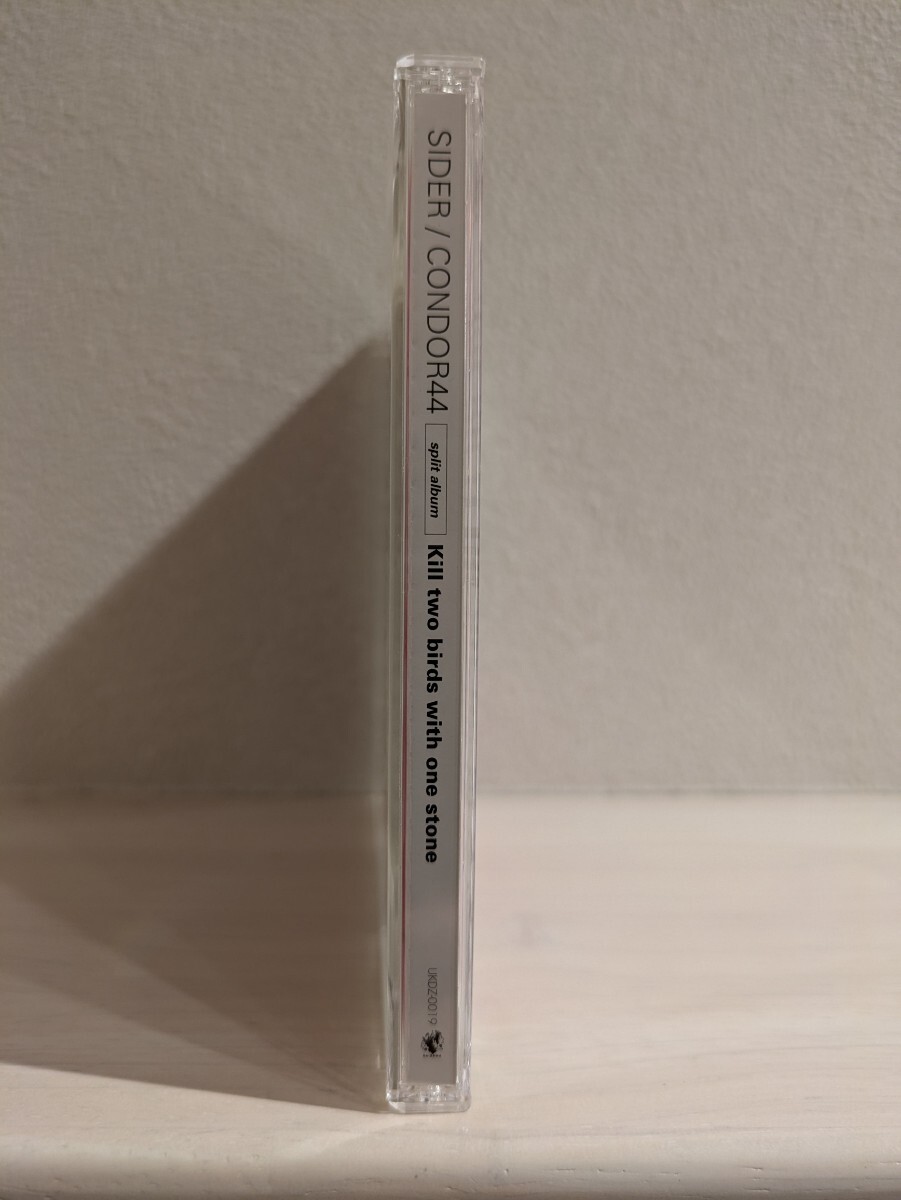 SIDER / CONDOR44 split album Kill two birds with one stone UKDZ-0019